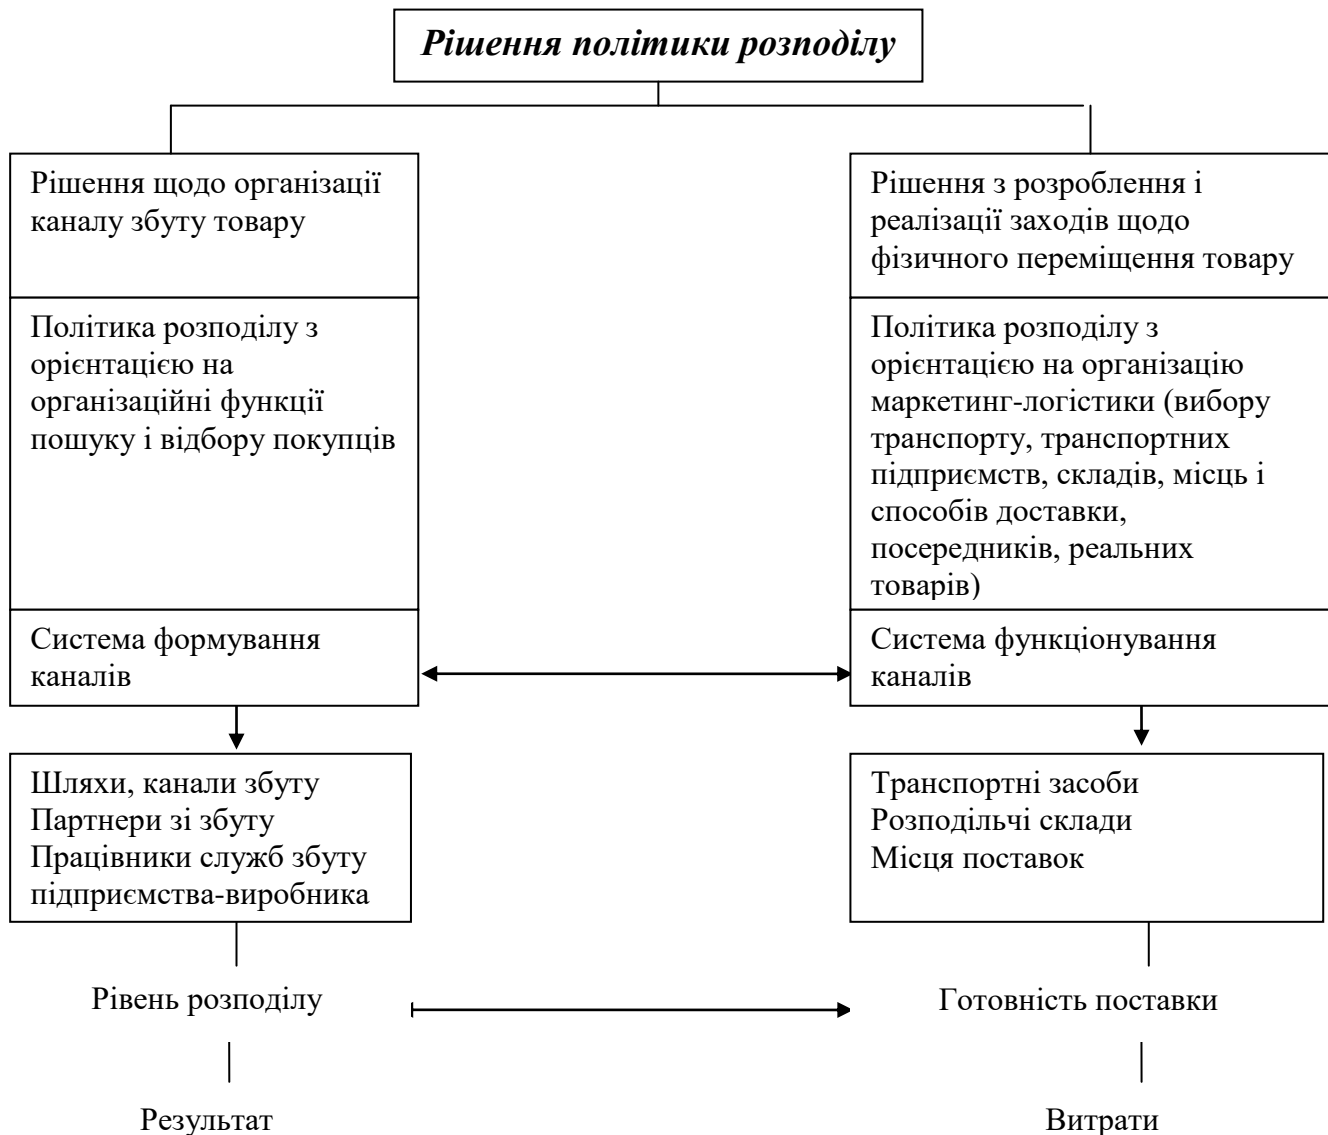 Рішення політики розподілу
Рішення щодо організації
каналу збуту товару
Політика розподілу з
орієнтацією на
організаційні функції
пошуку і відбору покупців
Система формування
каналів
Шляхи, канали збуту
Партнери зі збуту
Працівники служб збуту
підприємства-виробника
Рівень розподілу
Результат
Рішення з розроблення і
реалізації заходів щодо
фізичного переміщення товару
Політика розподілу з
орієнтацією на організацію
маркетинг-логістики (вибору
транспорту, транспортних
підприємств, складів, місць і
способів доставки,
посередників, реальних
товарів)
Система функціонування
каналів
Транспортні засоби
Розподільчі склади
Місця поставок
Готовність поставки
Витрати